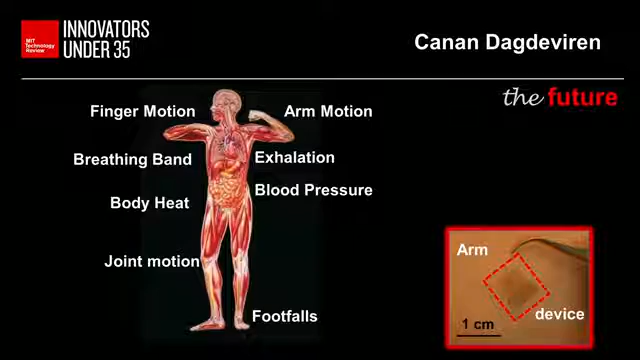 MIT
Technology
Review
INNOVATORS
UNDER 35
Canan Dagdeviren
the future
Finger Motion
Arm Motion
Breathing Band
Exhalation
Blood Pressure
Body Heat
Joint motion
Footfalls
Arm
device
1 cm